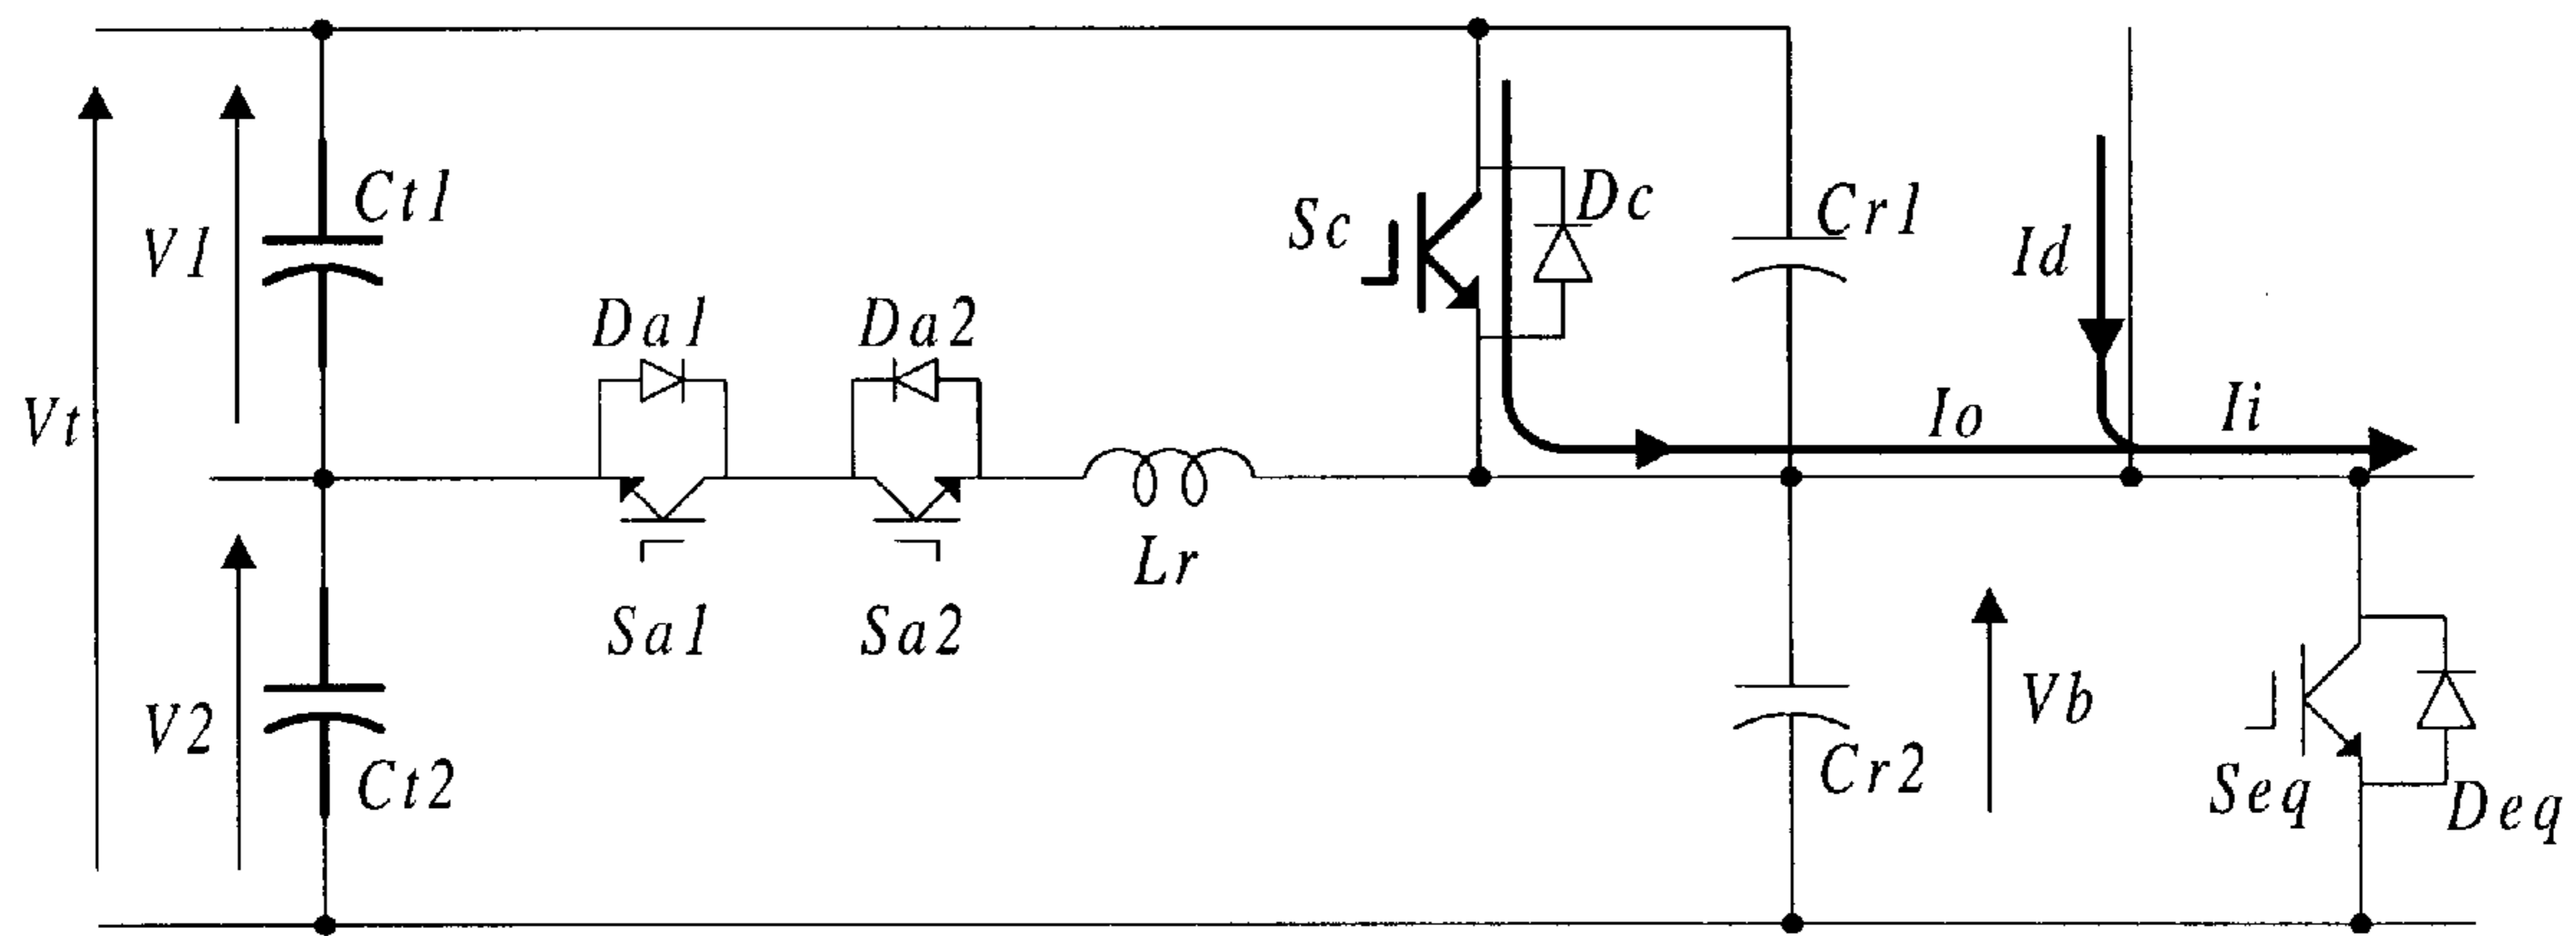 Ct1
Sc
Dc
Cr1
V1
Id
Da1
Da2
Vt
Io
Ii
Lr
Sa1
Sa2
V2
Vb
Ct2
Cr2
Seq
Deq